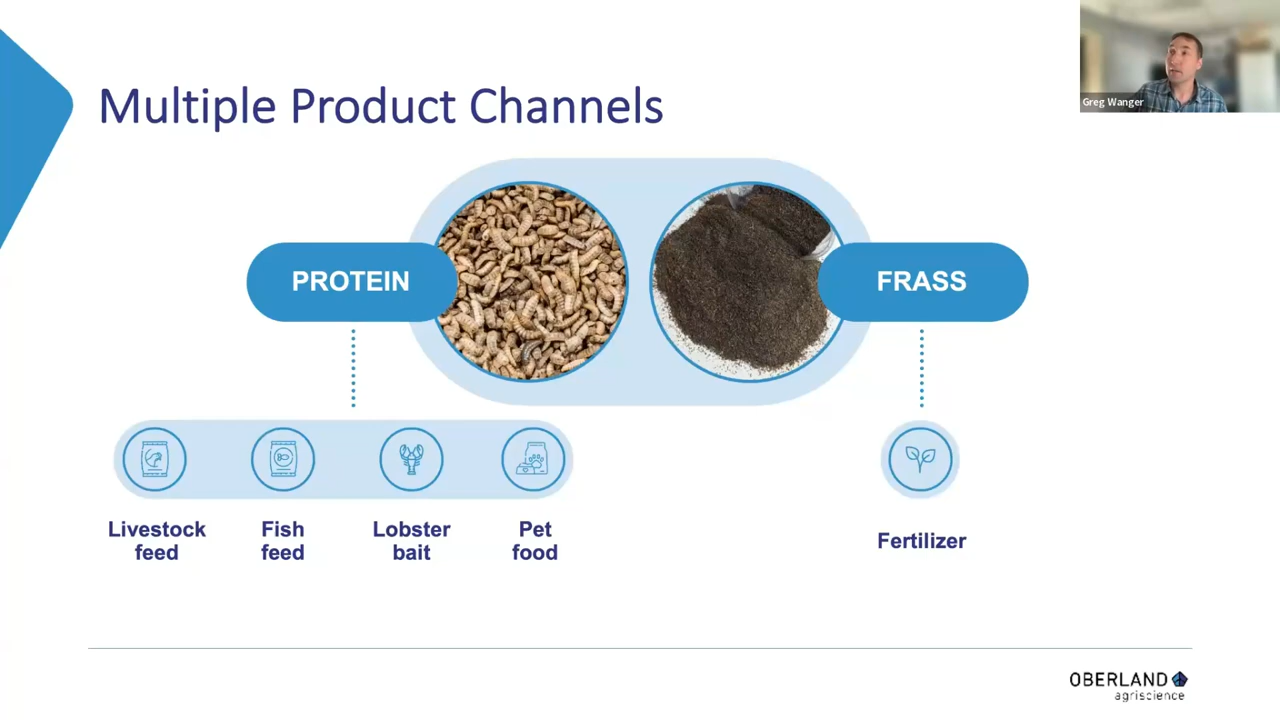 Multiple Product Channels
Greg Wanger
PROTEIN
FRASS
Livestock
feed
Fish
feed
Lobster
bait
Pet
food
Fertilizer
OBERLAND
agriscience